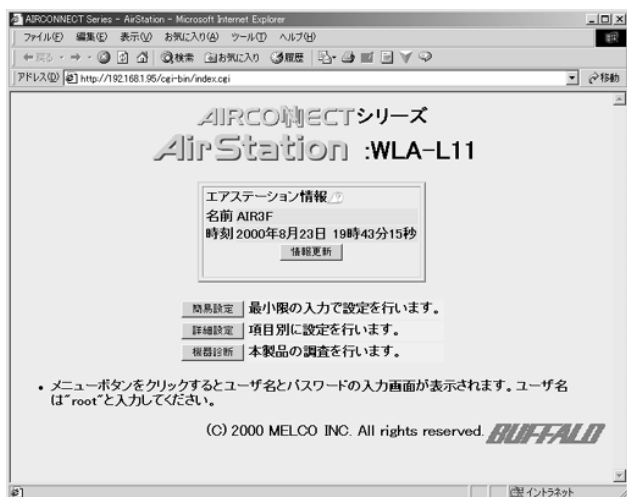 AIRCONNECT Series - AirStation - Microsoft Internet Explorer
ファイル(F) 編集(E) 表示(V) お気に入り(A) ツール(T) ヘルプ(H)
戻る 検索 お気に入り 履歴
アドレス(D) http://192.168.1.95/cgi-bin/index.cgi 移動
AIRCONNECTシリーズ
AirStation :WLA-L11
エアステーション情報
名前 AIR3F
時刻 2000年8月23日 19時43分15秒
情報更新
簡易設定 最小限の入力で設定を行います。
詳細設定 項目別に設定を行います。
機器診断 本製品の調査を行います。
• メニューボタンをクリックするとユーザ名とパスワードの入力画面が表示されます。ユーザ名
は"root"と入力してください。
(C) 2000 MELCO INC. All rights reserved. BUFFALO
イントラネット